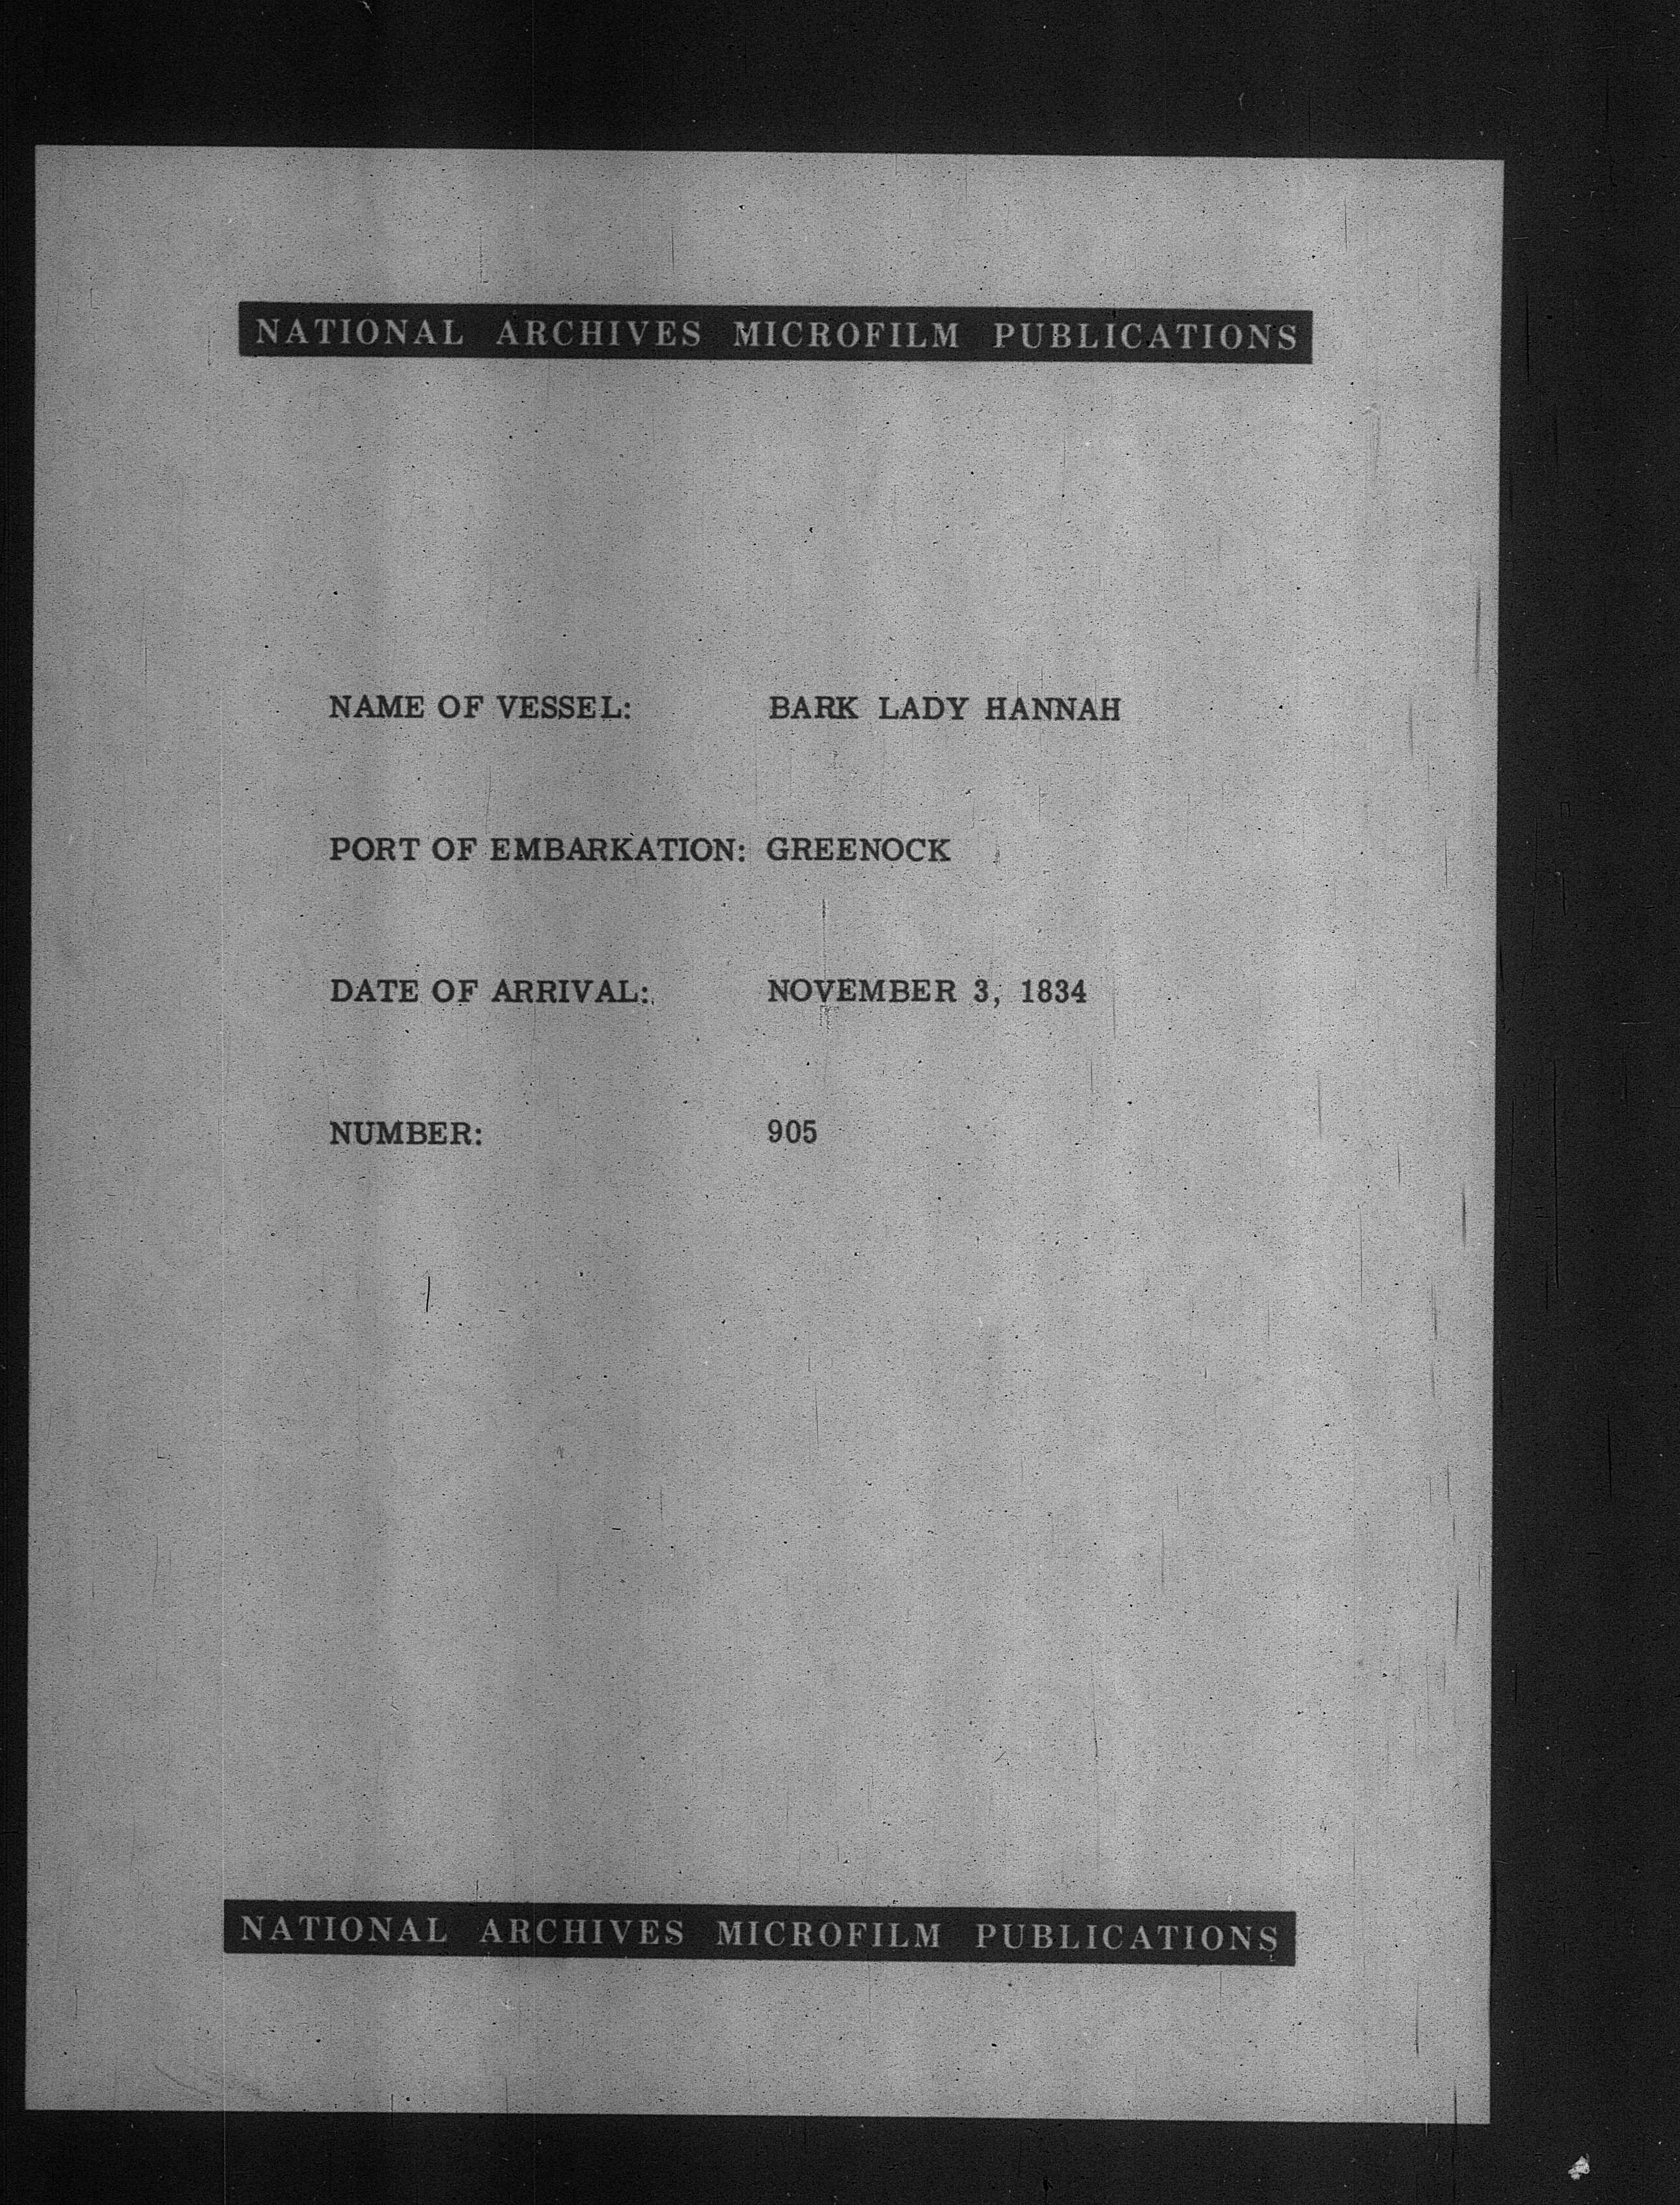 NATIONAL ARCHIVES MICROFILM PUBLICATIONS
NAME OF VESSEL: BARK LADY HANNAH
PORT OF EMBARKATION: GREENOCK
DATE OF ARRIVAL: NOVEMBER 3, 1834
NUMBER: 905
NATIONAL ARCHIVES MICROFILM PUBLICATIONS